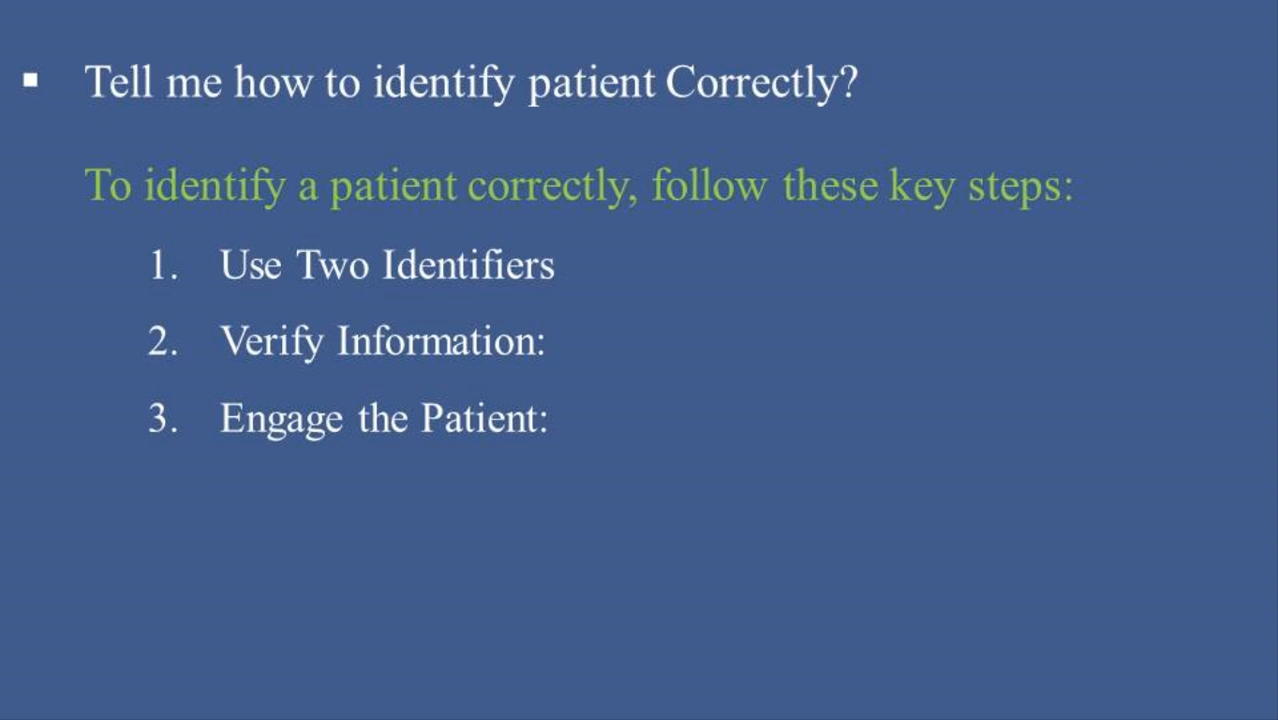 ▪ Tell me how to identify patient Correctly?
To identify a patient correctly, follow these key steps:
1. Use Two Identifiers
2. Verify Information:
3. Engage the Patient: